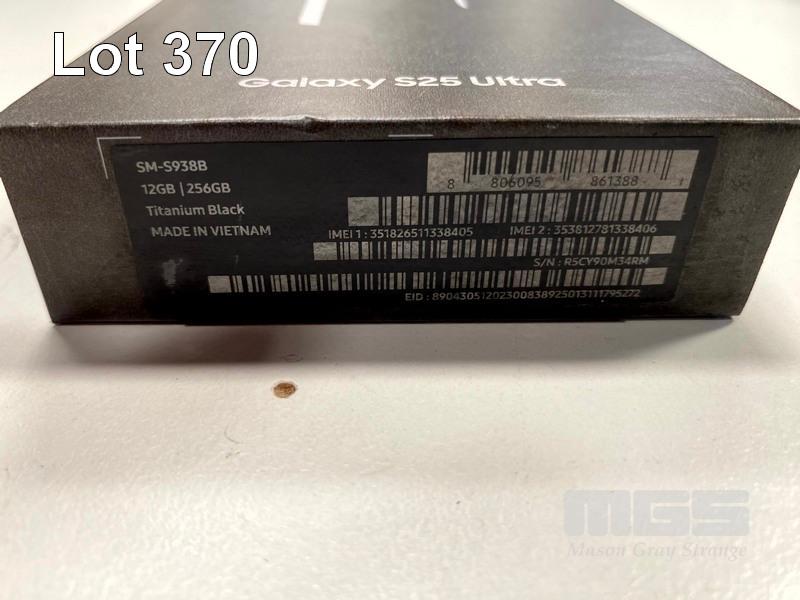 Lot 370
Galaxy S25 Ultra
SM-S938B
12GB | 256GB
Titanium Black
MADE IN VIETNAM
8 806095 861388
IMEI 1 : 351826511338405 IMEI 2 : 353812781338406
S/N : R5CY90M34RM
EID : 89043051202300838925013111795272
MGS
Mason Gray Strange